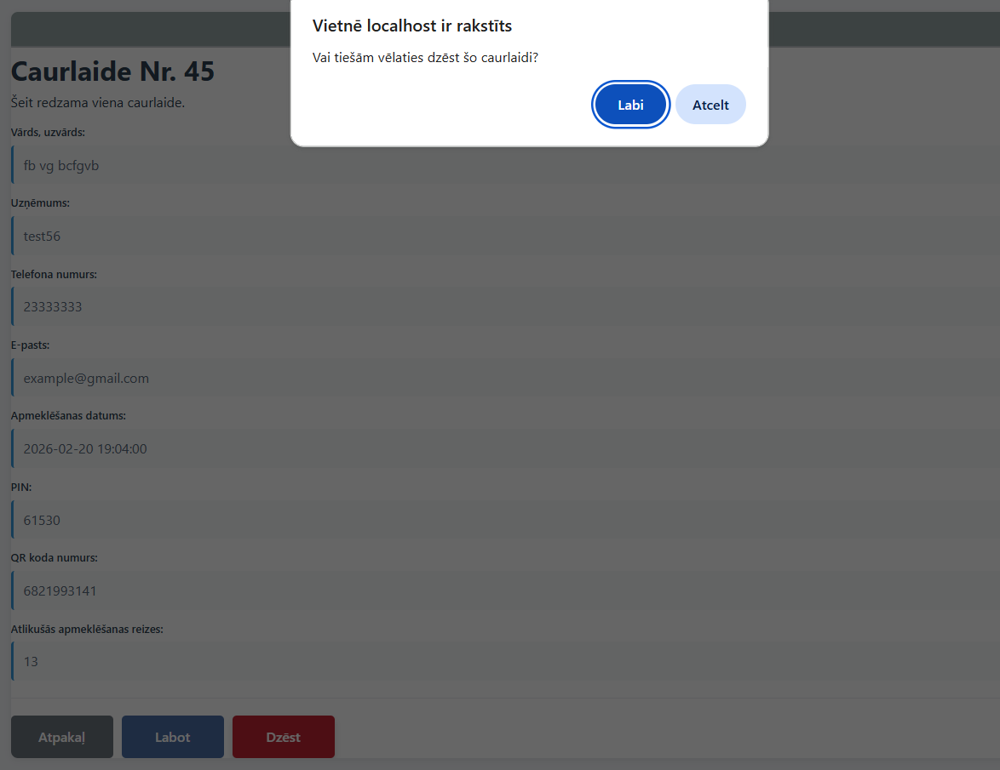 Vietnē localhost ir rakstīts
Vai tiešām vēlaties dzēst šo caurlaidi?
Labi
Atcelt
Caurlaide Nr. 45
Šeit redzama viena caurlaide.
Vārds, uzvārds:
fb vg bcfgvb
Uzņēmums:
test56
Telefona numurs:
23333333
E-pasts:
example@gmail.com
Apmeklēšanas datums:
2026-02-20 19:04:00
PIN:
61530
QR koda numurs:
6821993141
Atlikušās apmeklēšanas reizes:
13
Atpakaļ
Labot
Dzēst